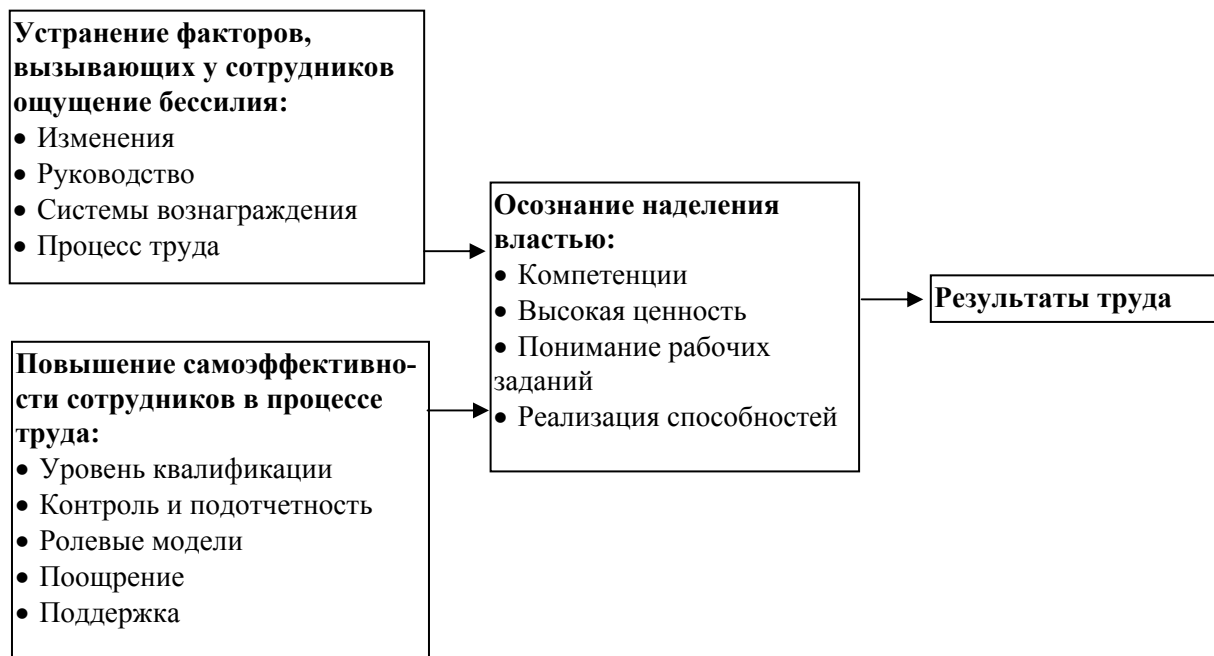 Устранение факторов,
вызывающих у сотрудников
ощущение бессилия:
• Изменения
• Руководство
• Системы вознаграждения
• Процесс труда
Повышение самоэффективно-
сти сотрудников в процессе
труда:
• Уровень квалификации
• Контроль и подотчетность
• Ролевые модели
• Поощрение
• Поддержка
Осознание наделения
властью:
• Компетенции
• Высокая ценность
• Понимание рабочих
заданий
• Реализация способностей
Результаты труда